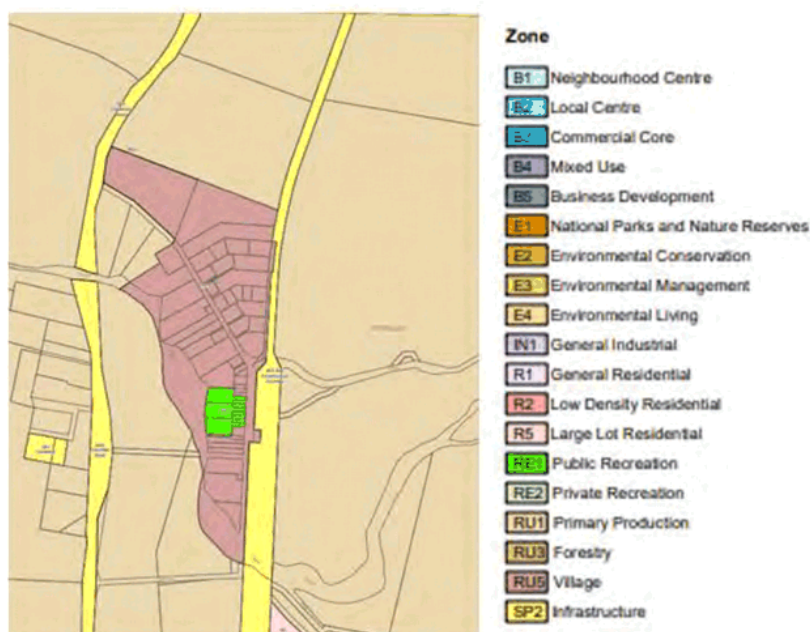 Zone
B1 Neighbourhood Centre
B2 Local Centre
Commercial Core
B4 Mixed Use
B5 Business Development
E1 National Parks and Nature Reserves
E2 Environmental Conservation
E3 Environmental Management
E4 Environmental Living
IN1 General Industrial
R1 General Residential
R2 Low Density Residential
R5 Large Lot Residential
RE1 Public Recreation
RE2 Private Recreation
RU1 Primary Production
RU3 Forestry
RU5 Village
SP2 Infrastructure